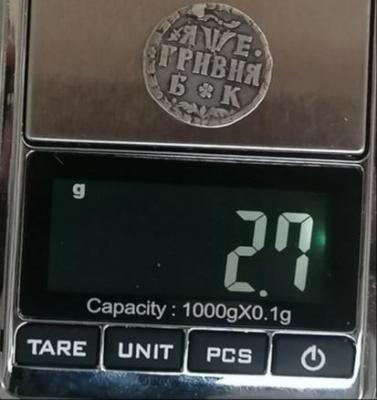 ҂АѰЕ.
ГРИВНЯ
Б К
g
2.7
Capacity : 1000gX0.1g
TARE
UNIT
PCS